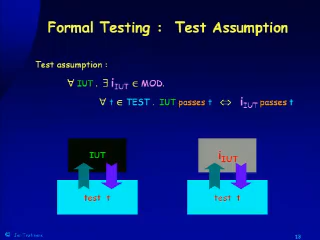 Formal Testing : Test Assumption
Test assumption :
∀ IUT . ∃ iIUT ∈ MOD.
∀ t ∈ TEST . IUT passes t ⇔ iIUT passes t
IUT
iIUT
test t
test t
©
19